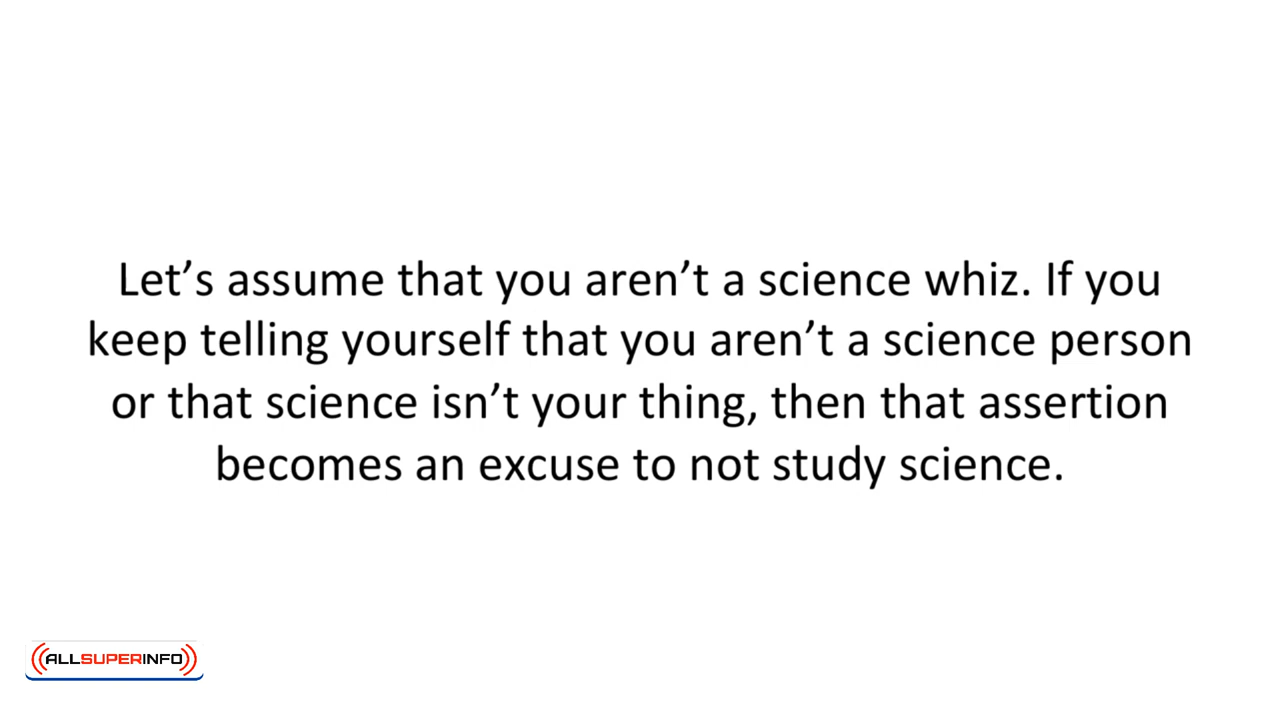 Let’s assume that you aren’t a science whiz. If you
keep telling yourself that you aren’t a science person
or that science isn’t your thing, then that assertion
becomes an excuse to not study science.
ALLSUPERINFO